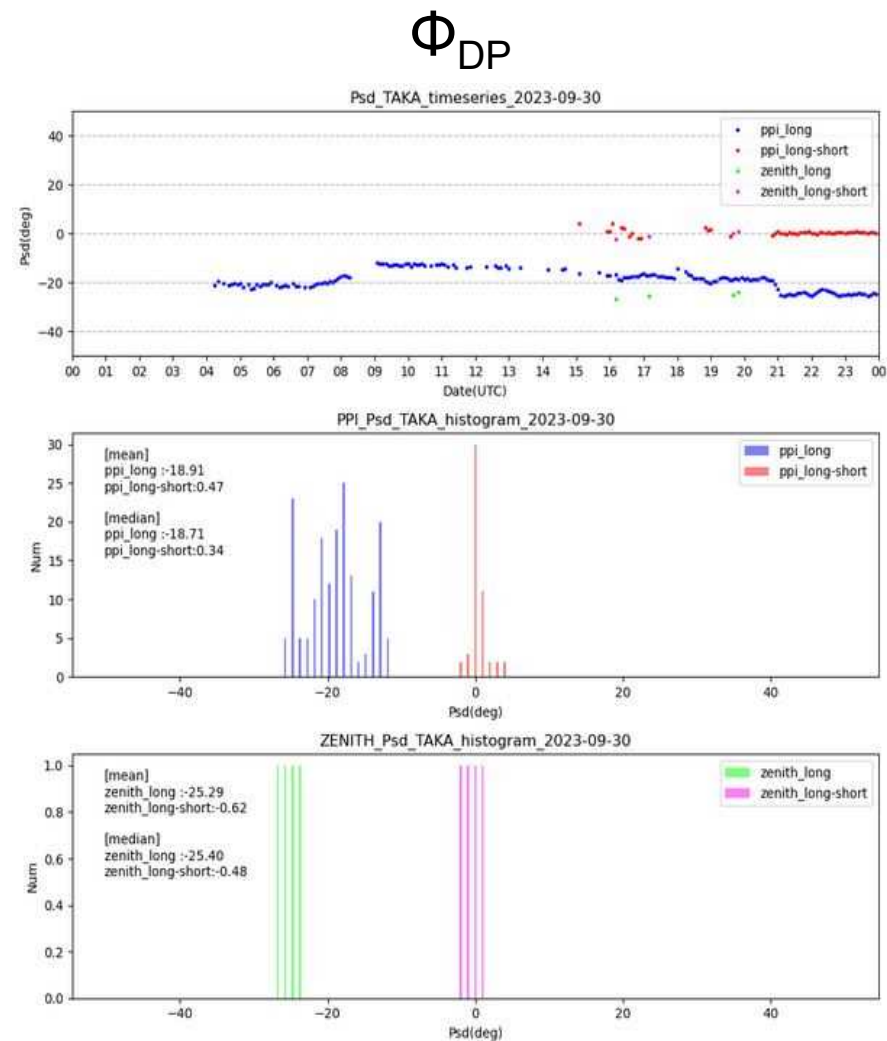 ΦDP
Psd_TAKA_timeseries_2023-09-30
40
20
0
−20
−40
Psd(deg)
ppi_long
ppi_long-short
zenith_long
zenith_long-short
00 01 02 03 04 05 06 07 08 09 10 11 12 13 14 15 16 17 18 19 20 21 22 23 00
Date(UTC)
PPI_Psd_TAKA_histogram_2023-09-30
30
25
20
15
10
5
0
Num
[mean]
ppi_long :-18.91
ppi_long-short:0.47
[median]
ppi_long :-18.71
ppi_long-short:0.34
ppi_long
ppi_long-short
−40 −20 0 20 40
Psd(deg)
ZENITH_Psd_TAKA_histogram_2023-09-30
1.0
0.8
0.6
0.4
0.2
0.0
Num
[mean]
zenith_long :-25.29
zenith_long-short:-0.62
[median]
zenith_long :-25.40
zenith_long-short:-0.48
zenith_long
zenith_long-short
−40 −20 0 20 40
Psd(deg)